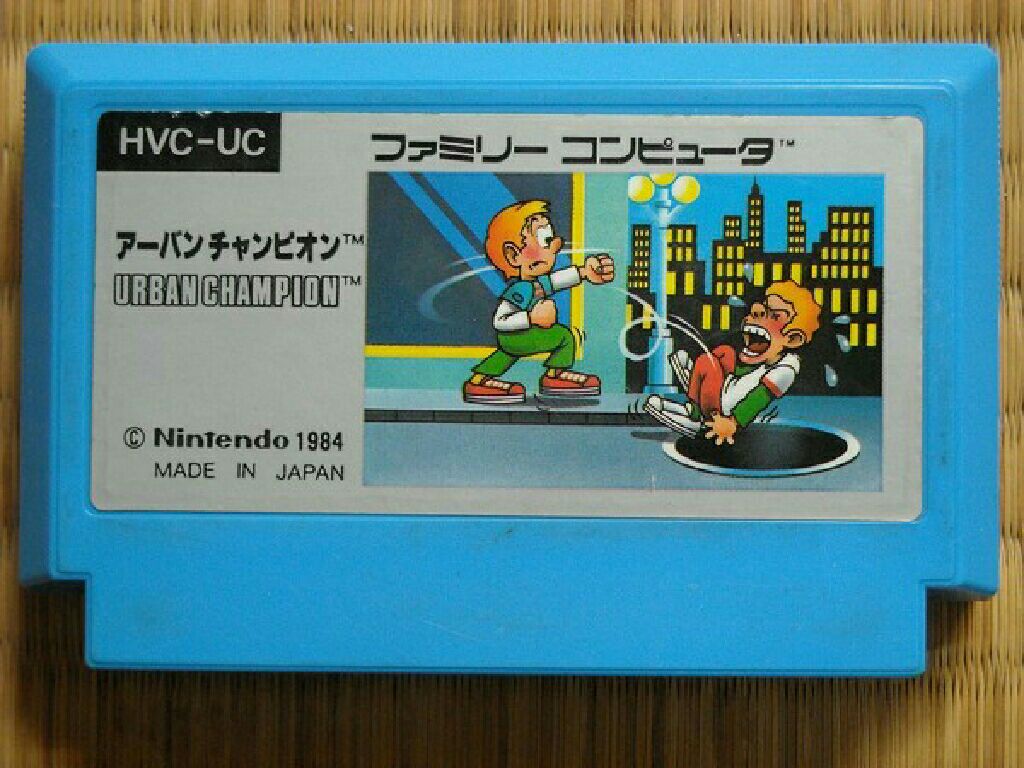 HVC-UC
ファミリー コンピュータ™
アーバンチャンピオン™
URBAN CHAMPION™
© Nintendo 1984
MADE IN JAPAN